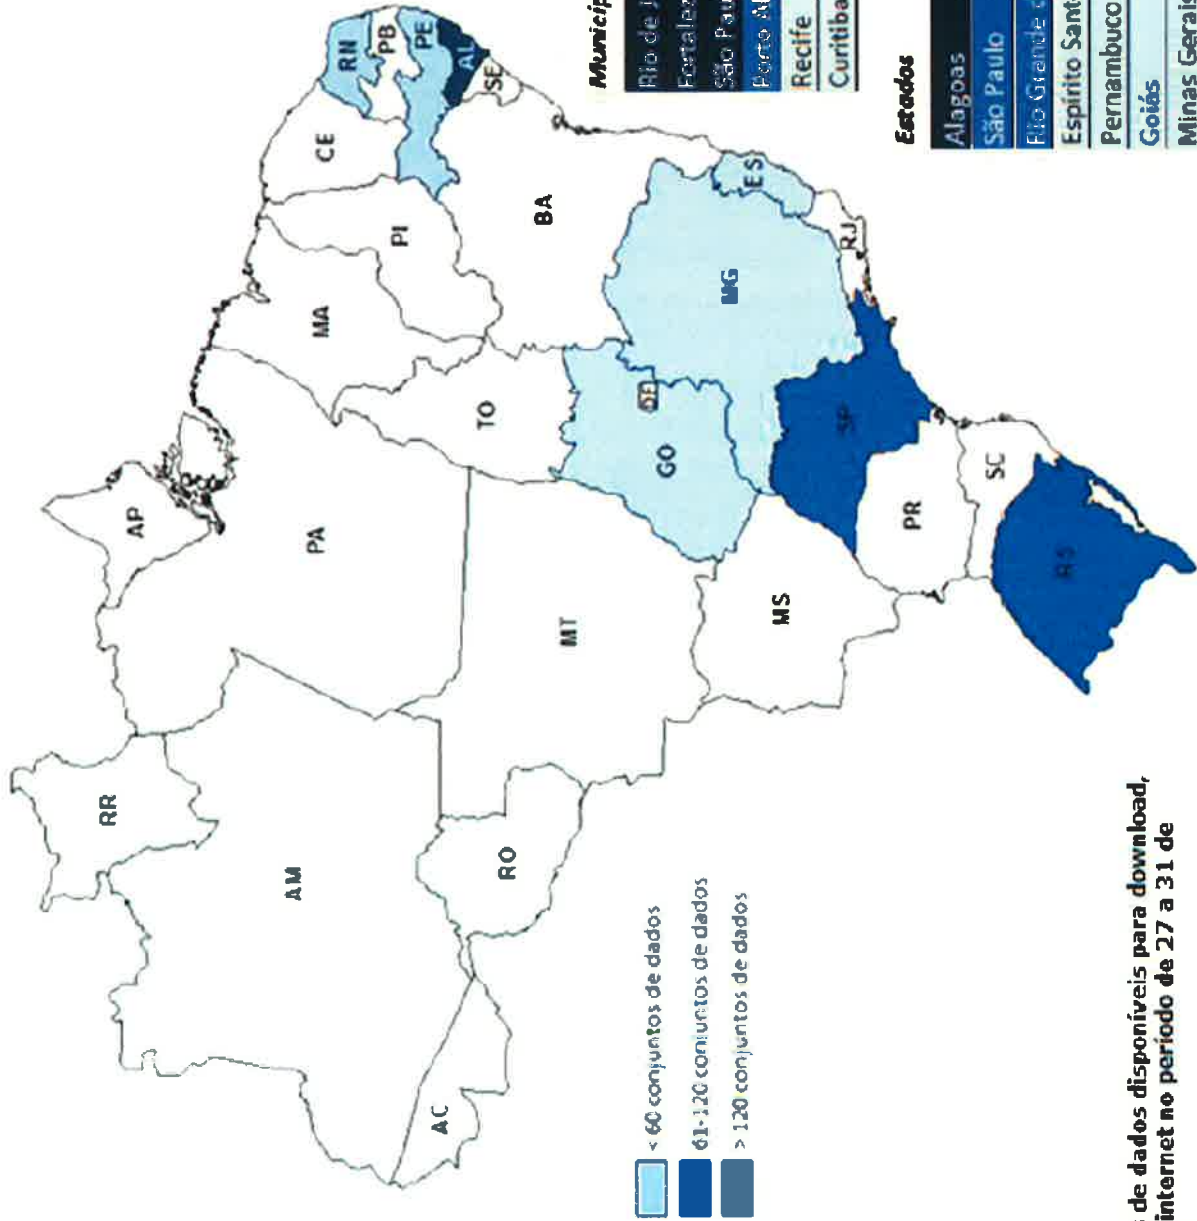 RR
AP
AM
PA
MA
CE
RN
PB
PE
AL
SE
PI
BA
TO
AC
RO
MT
GO
DF
MG
ES
RJ
MS
SP
PR
SC
RS
< 60 conjuntos de dados
61-120 conjuntos de dados
> 120 conjuntos de dados
Municip
Rio de J
Fortalez
São Pau
Porto Al
Recife
Curitiba
Estados
Alagoas
São Paulo
Rio Grande d
Espírito Sant
Pernambuco
Goiás
Minas Gerais
de dados disponíveis para download,
internet no período de 27 a 31 de